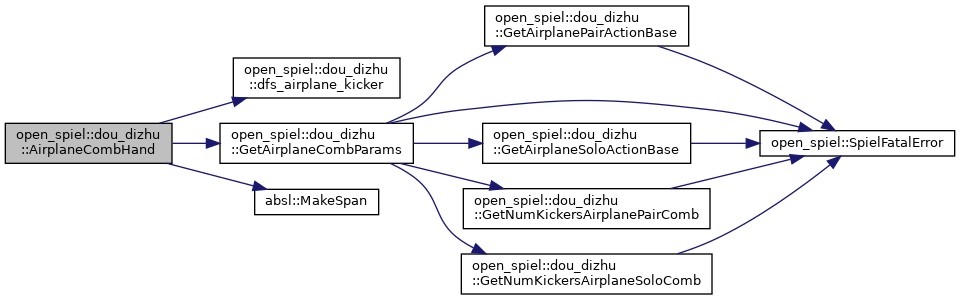 open_spiel::dou_dizhu
::AirplaneCombHand
open_spiel::dou_dizhu
::dfs_airplane_kicker
open_spiel::dou_dizhu
::GetAirplaneCombParams
absl::MakeSpan
open_spiel::dou_dizhu
::GetAirplanePairActionBase
open_spiel::dou_dizhu
::GetAirplaneSoloActionBase
open_spiel::dou_dizhu
::GetNumKickersAirplanePairComb
open_spiel::dou_dizhu
::GetNumKickersAirplaneSoloComb
open_spiel::SpielFatalError